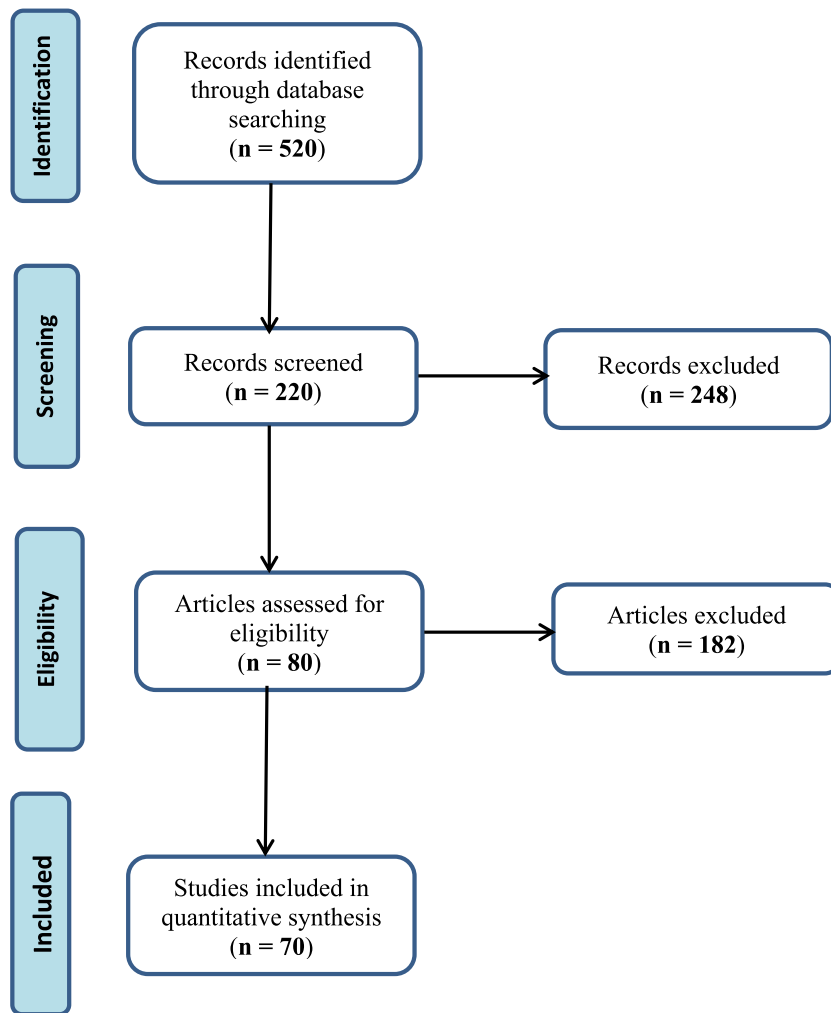 Identification
Records identified
through database
searching
(n = 520)
Screening
Records screened
(n = 220)
Records excluded
(n = 248)
Eligibility
Articles assessed for
eligibility
(n = 80)
Articles excluded
(n = 182)
Included
Studies included in
quantitative synthesis
(n = 70)